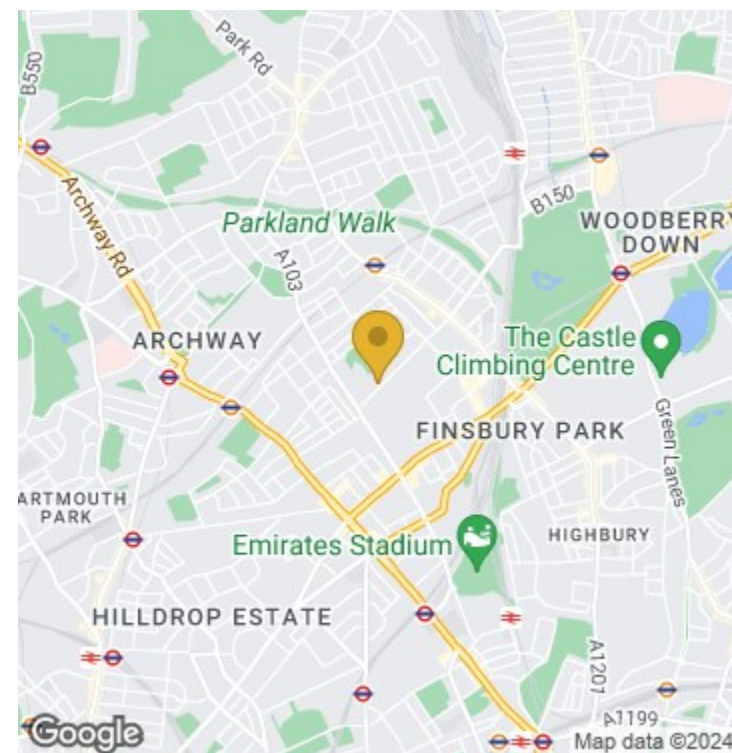 Park Rd
B550
Archway Rd
Parkland Walk
B150
WOODBERRY
DOWN
A103
ARCHWAY
The Castle
Climbing Centre
FINSBURY PARK
Green Lanes
ARTMOUTH
PARK
Emirates Stadium
HIGHBURY
HILLDROP ESTATE
A1201
A1199
Google
Map data ©2024